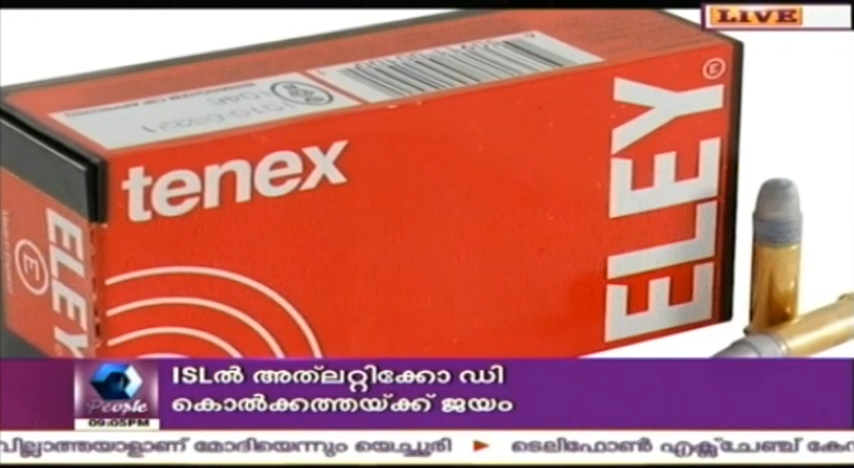 LIVE
tenex
ELEY
ELEY
ISLൽ അത്‌ലറ്റിക്കോ ഡി
കൊൽക്കത്തയ്ക്ക് ജയം
People
09:05PM
വില്ലാത്തയാളാണ് മോദിയെന്നും യെച്ചൂരി ► ടെലിഫോൺ എക്സ്ചേഞ്ച് കേസ